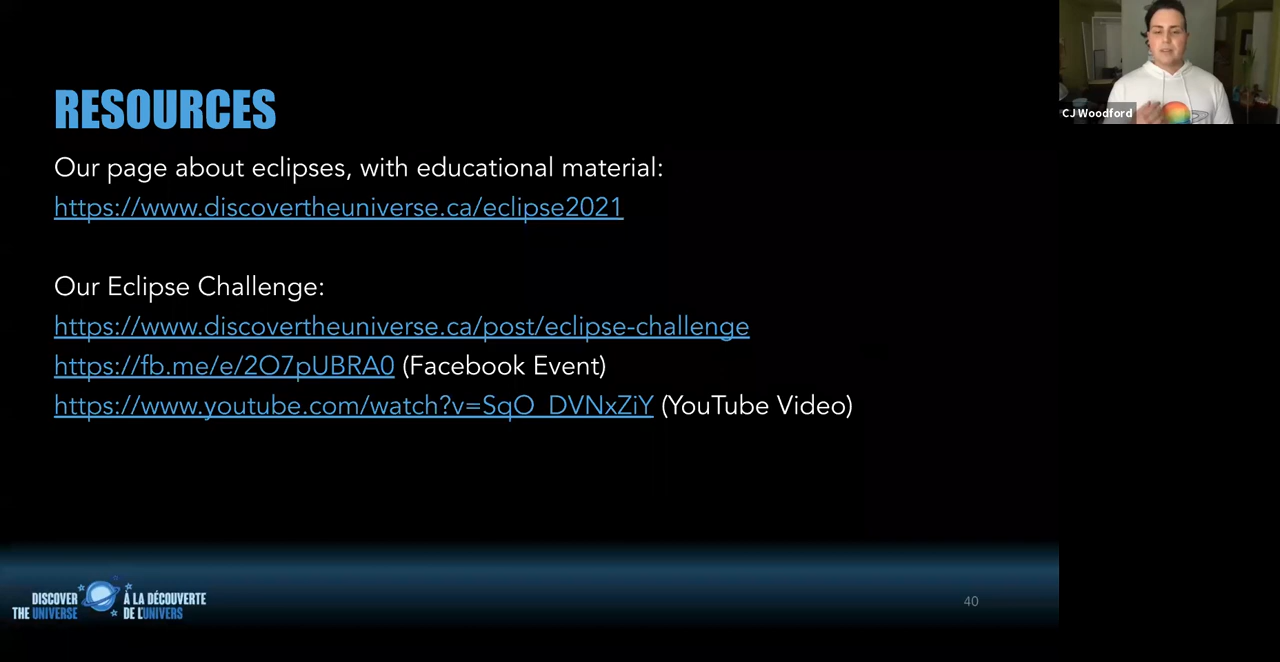 RESOURCES
Our page about eclipses, with educational material:
https://www.discovertheuniverse.ca/eclipse2021
Our Eclipse Challenge:
https://www.discovertheuniverse.ca/post/eclipse-challenge
https://fb.me/e/2O7pUBRA0 (Facebook Event)
https://www.youtube.com/watch?v=SqO_DVNxZiY (YouTube Video)
CJ Woodford
DISCOVER
THE UNIVERSE
À LA DÉCOUVERTE
DE L'UNIVERS
40